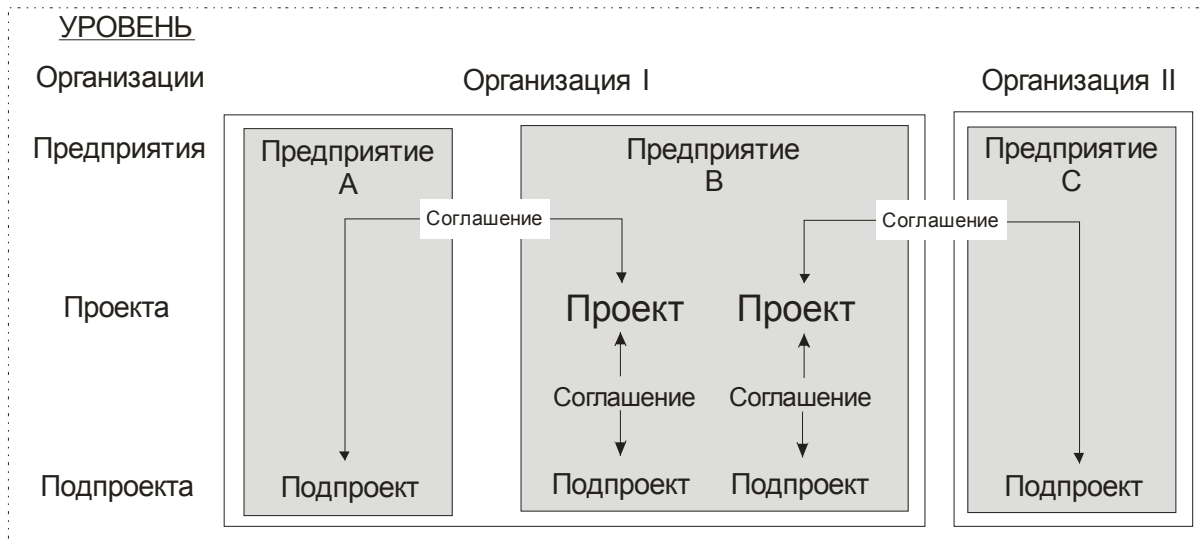 УРОВЕНЬ
Организации
Организация I
Организация II
Предприятия
Предприятие
A
Предприятие
B
Предприятие
C
Соглашение
Соглашение
Проекта
Проект
Проект
Соглашение
Соглашение
Подпроекта
Подпроект
Подпроект
Подпроект
Подпроект